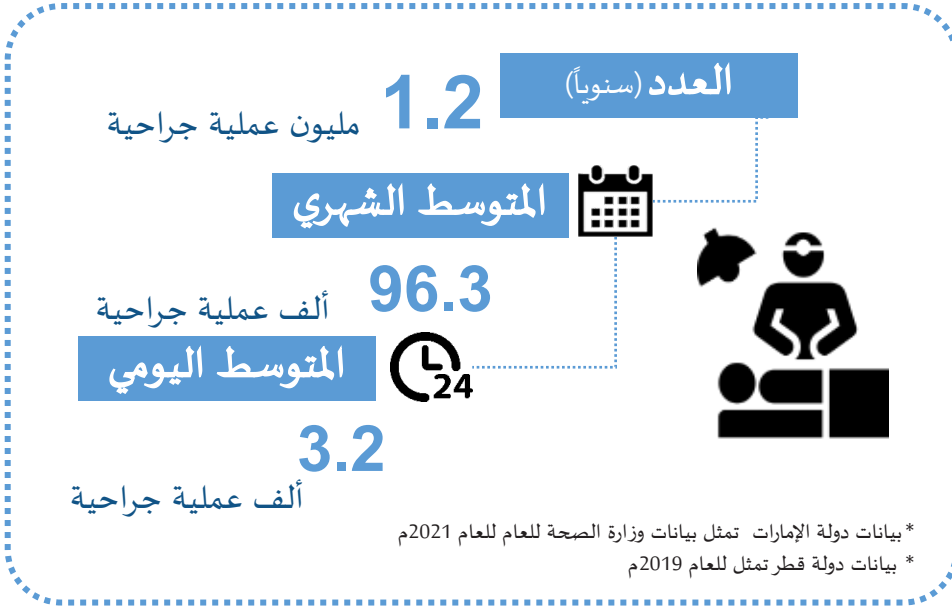 العدد (سنوياً)
1.2 مليون عملية جراحية
المتوسط الشهري
96.3 ألف عملية جراحية
المتوسط اليومي
24
3.2
ألف عملية جراحية
* بيانات دولة الإمارات تمثل بيانات وزارة الصحة للعام للعام 2021م
* بيانات دولة قطر تمثل للعام 2019م